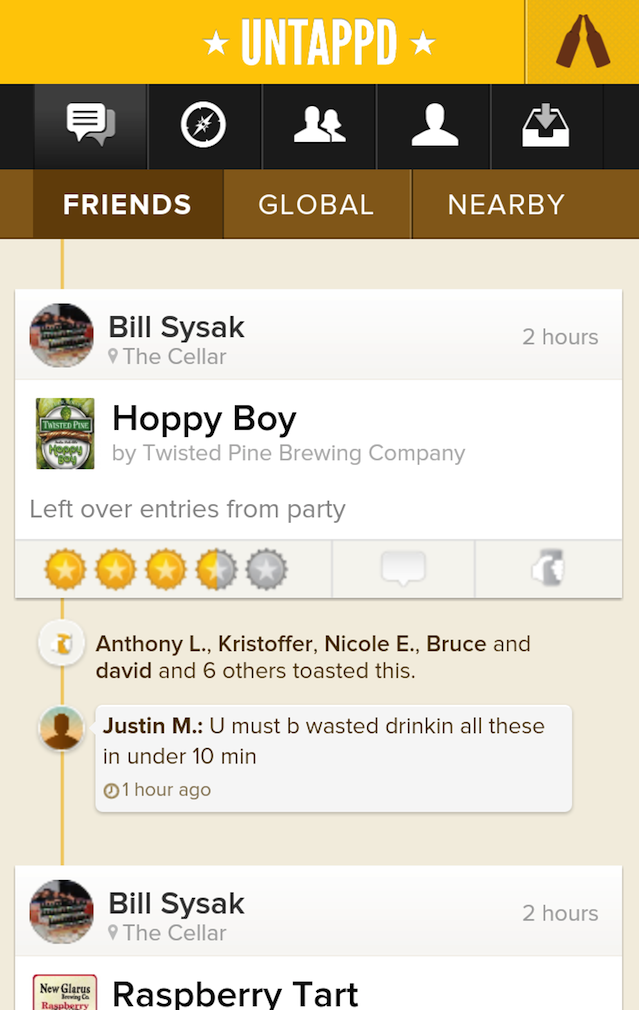 ★ UNTAPPD ★
FRIENDS GLOBAL NEARBY
Bill Sysak
2 hours
The Cellar
TWISTED PINE
Hoppy Boy
Hoppy Boy
by Twisted Pine Brewing Company
Left over entries from party
Anthony L., Kristoffer, Nicole E., Bruce and
david and 6 others toasted this.
Justin M.: U must b wasted drinkin all these
in under 10 min
1 hour ago
Bill Sysak
2 hours
The Cellar
New Glarus
Brewing Co.
Raspberry
Raspberry Tart